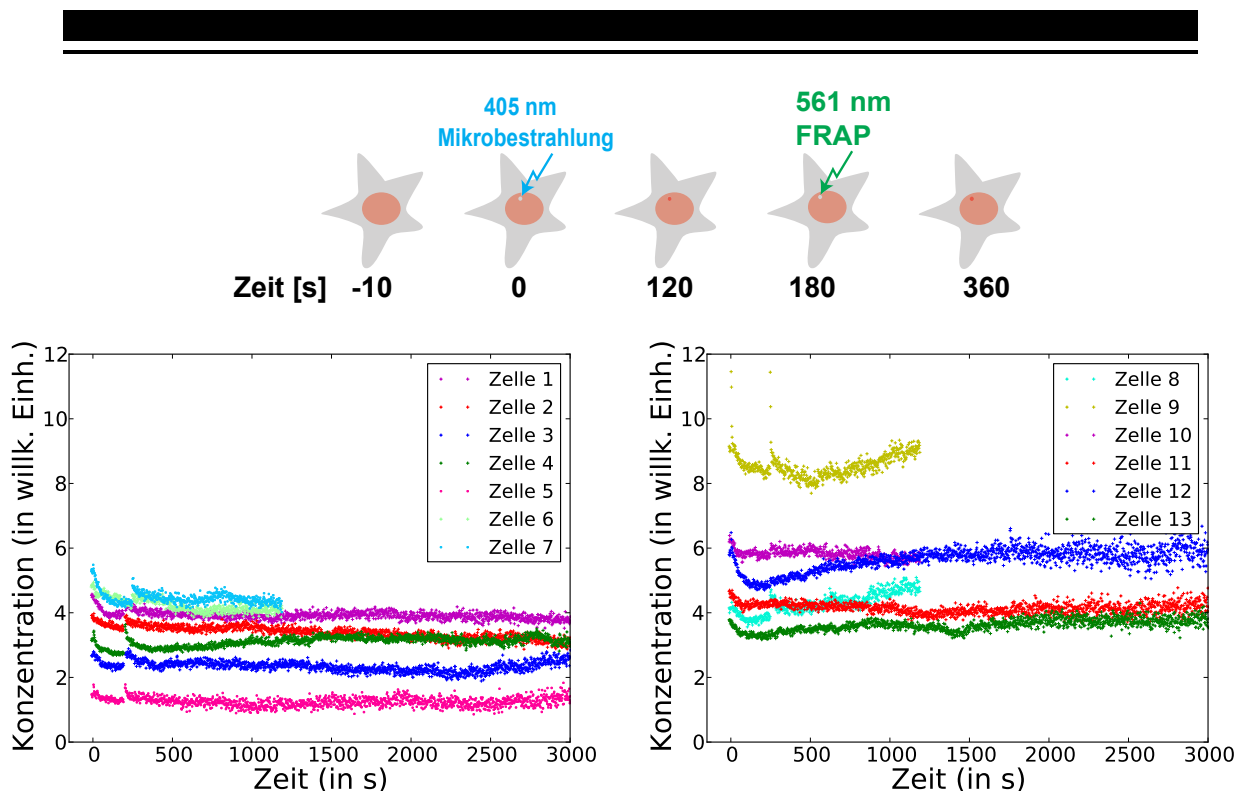 405 nm
Mikrobestrahlung
561 nm
FRAP
Zeit [s] -10 0 120 180 360
Konzentration (in willk. Einh.)
12
10
8
6
4
2
0
0 500 1000 1500 2000 2500 3000
Zeit (in s)
Zelle 1
Zelle 2
Zelle 3
Zelle 4
Zelle 5
Zelle 6
Zelle 7
Konzentration (in willk. Einh.)
12
10
8
6
4
2
0
0 500 1000 1500 2000 2500 3000
Zeit (in s)
Zelle 8
Zelle 9
Zelle 10
Zelle 11
Zelle 12
Zelle 13